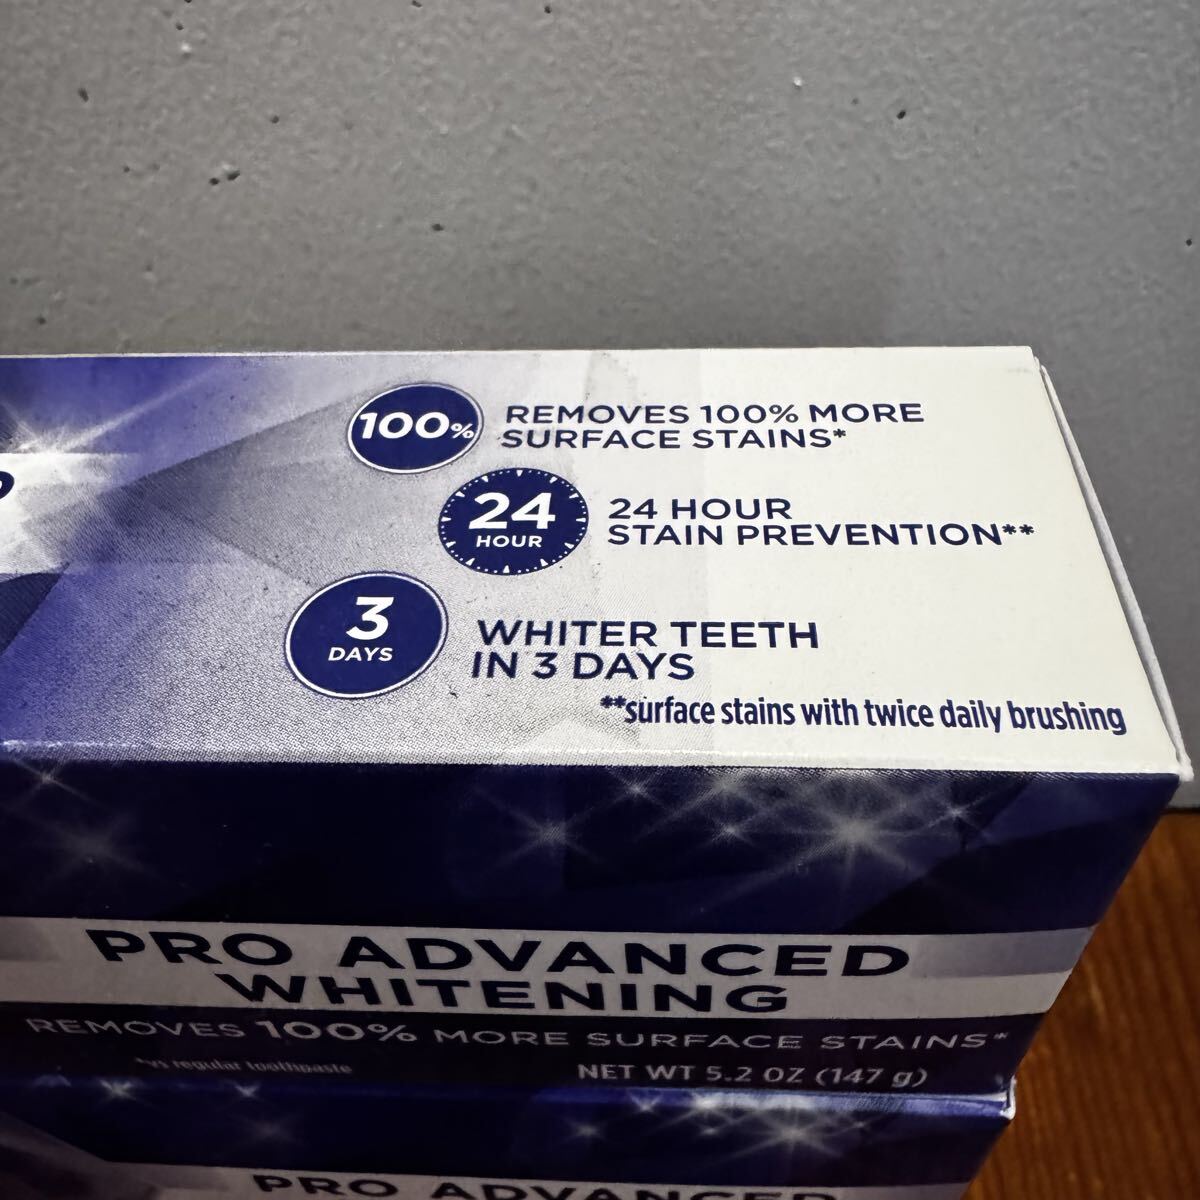 100%
REMOVES 100% MORE
SURFACE STAINS*
24
HOUR
24 HOUR
STAIN PREVENTION**
3
DAYS
WHITER TEETH
IN 3 DAYS
**surface stains with twice daily brushing
PRO ADVANCED
WHITENING
REMOVES 100% MORE SURFACE STAINS*
*vs regular toothpaste
NET WT 5.2 OZ (147 g)
PRO ADVANCED